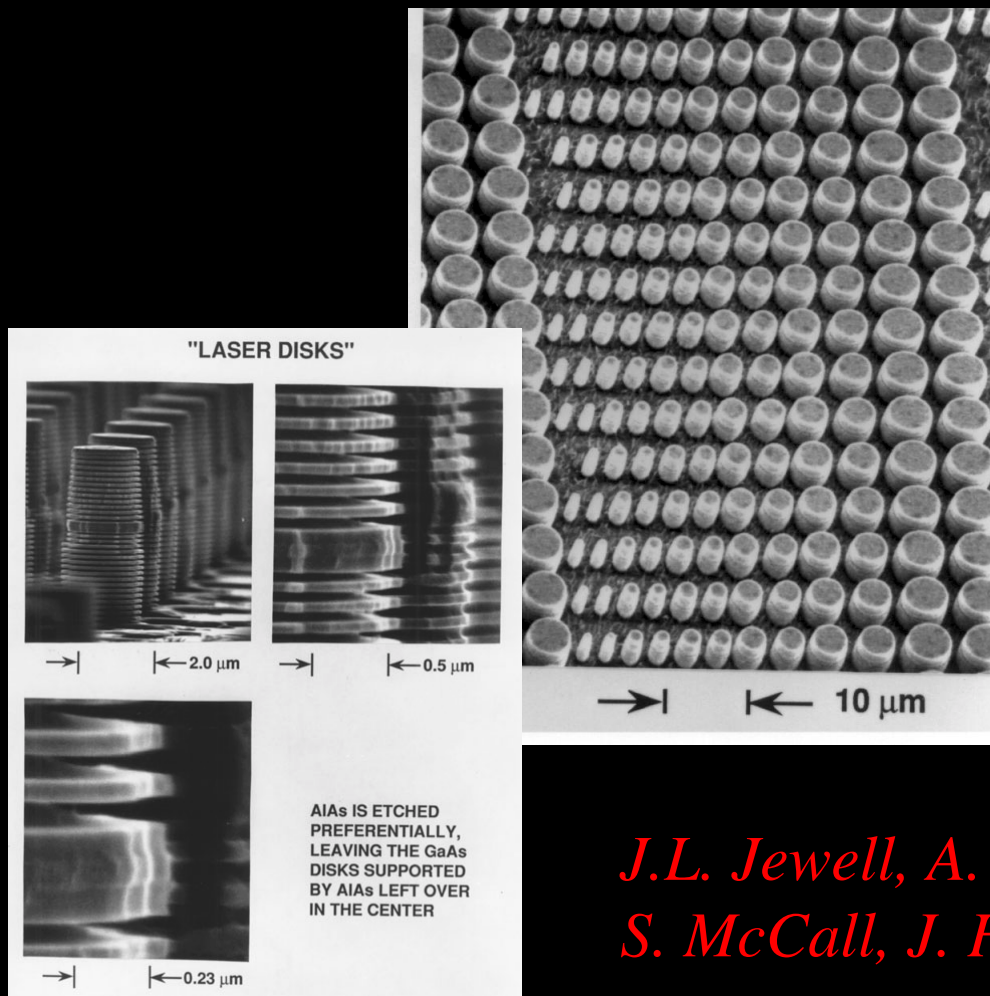 "LASER DISKS"
2.0 μm
0.5 μm
0.23 μm
AlAs IS ETCHED
PREFERENTIALLY,
LEAVING THE GaAs
DISKS SUPPORTED
BY AlAs LEFT OVER
IN THE CENTER
10 μm
J.L. Jewell, A.
S. McCall, J.